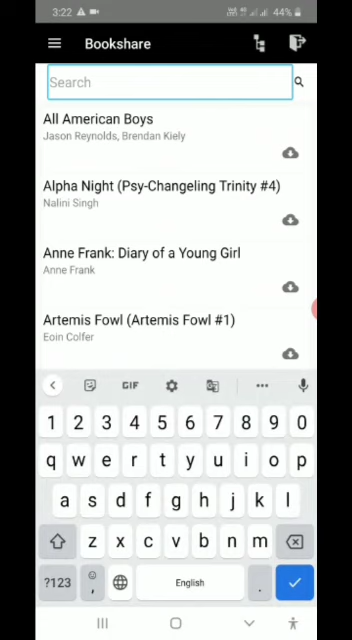 3:22 44%
Bookshare
Search
All American Boys
Jason Reynolds, Brendan Kiely
Alpha Night (Psy-Changeling Trinity #4)
Nalini Singh
Anne Frank: Diary of a Young Girl
Anne Frank
Artemis Fowl (Artemis Fowl #1)
Eoin Colfer
GIF
1 2 3 4 5 6 7 8 9 0
q w e r t y u i o p
a s d f g h j k l
z x c v b n m
?123 , English .